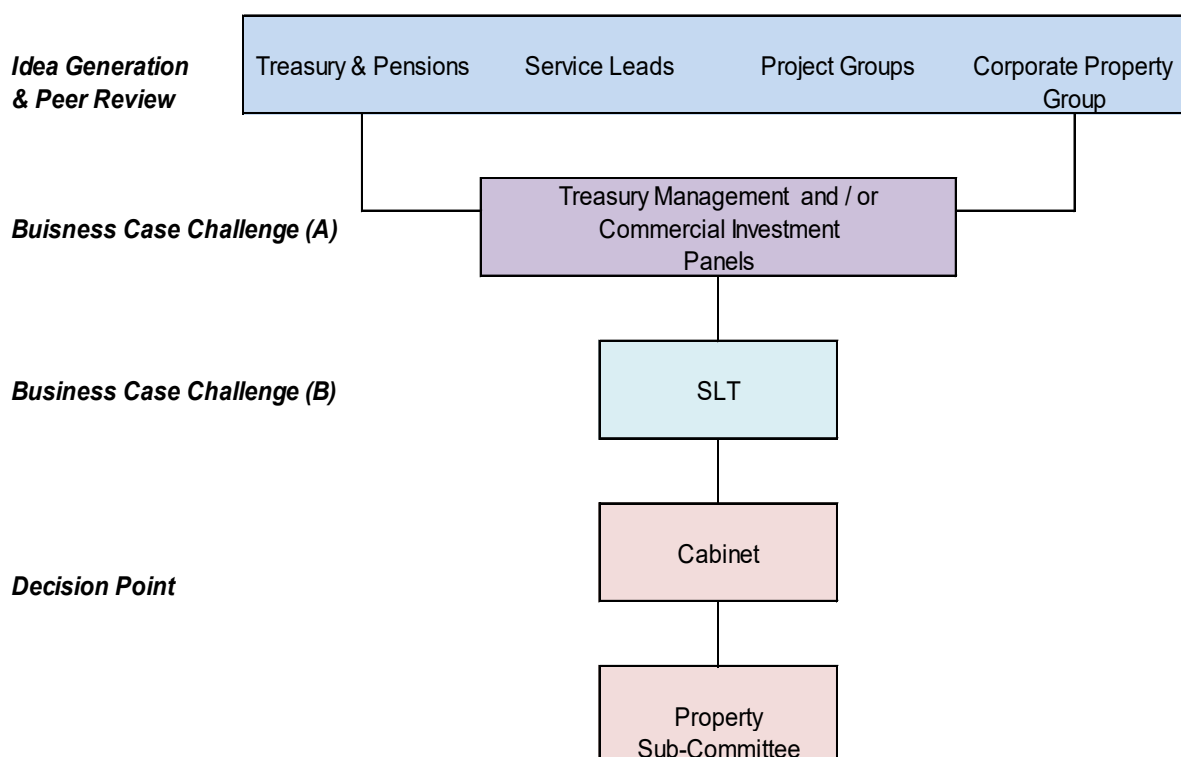 Idea Generation
& Peer Review
Treasury & Pensions
Service Leads
Project Groups
Corporate Property
Group
Buisness Case Challenge (A)
Treasury Management and / or
Commercial Investment
Panels
Business Case Challenge (B)
SLT
Cabinet
Decision Point
Property
Sub-Committee